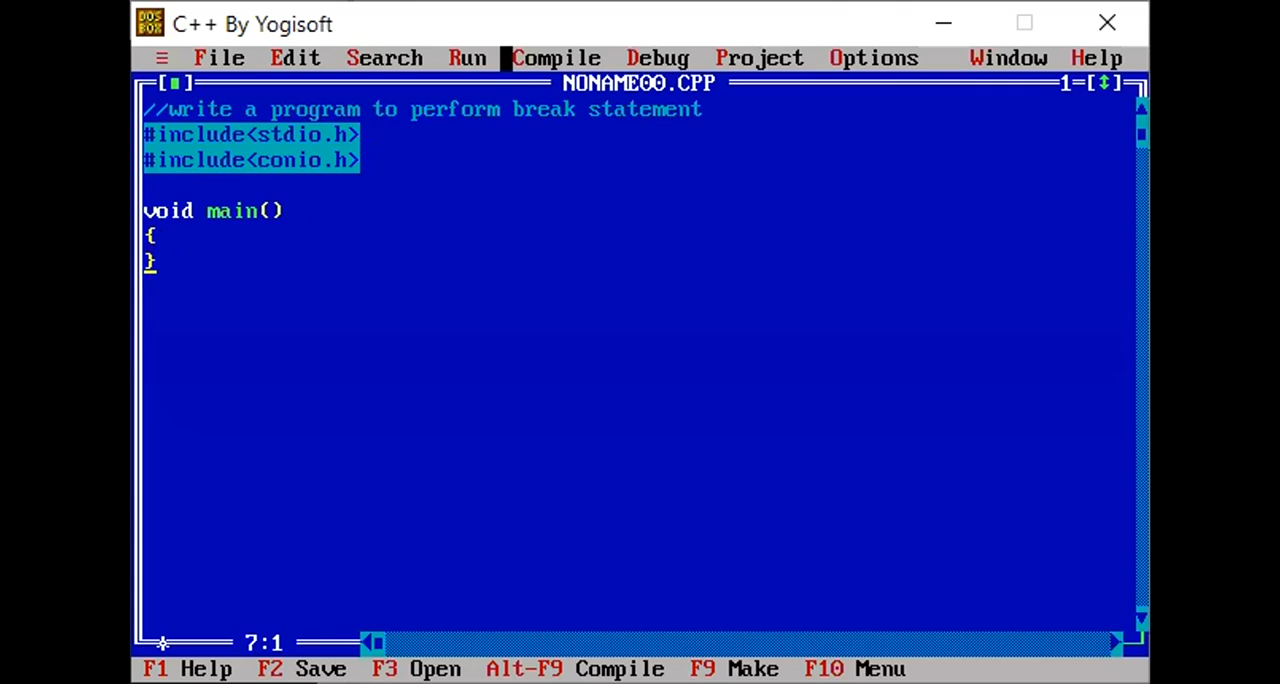 DOS BOX C++ By Yogisoft
≡ File Edit Search Run Compile Debug Project Options Window Help
[■] NONAME00.CPP 1=[↕]
//write a program to perform break statement
#include<stdio.h>
#include<conio.h>
void main()
{
}
7:1
F1 Help F2 Save F3 Open Alt-F9 Compile F9 Make F10 Menu